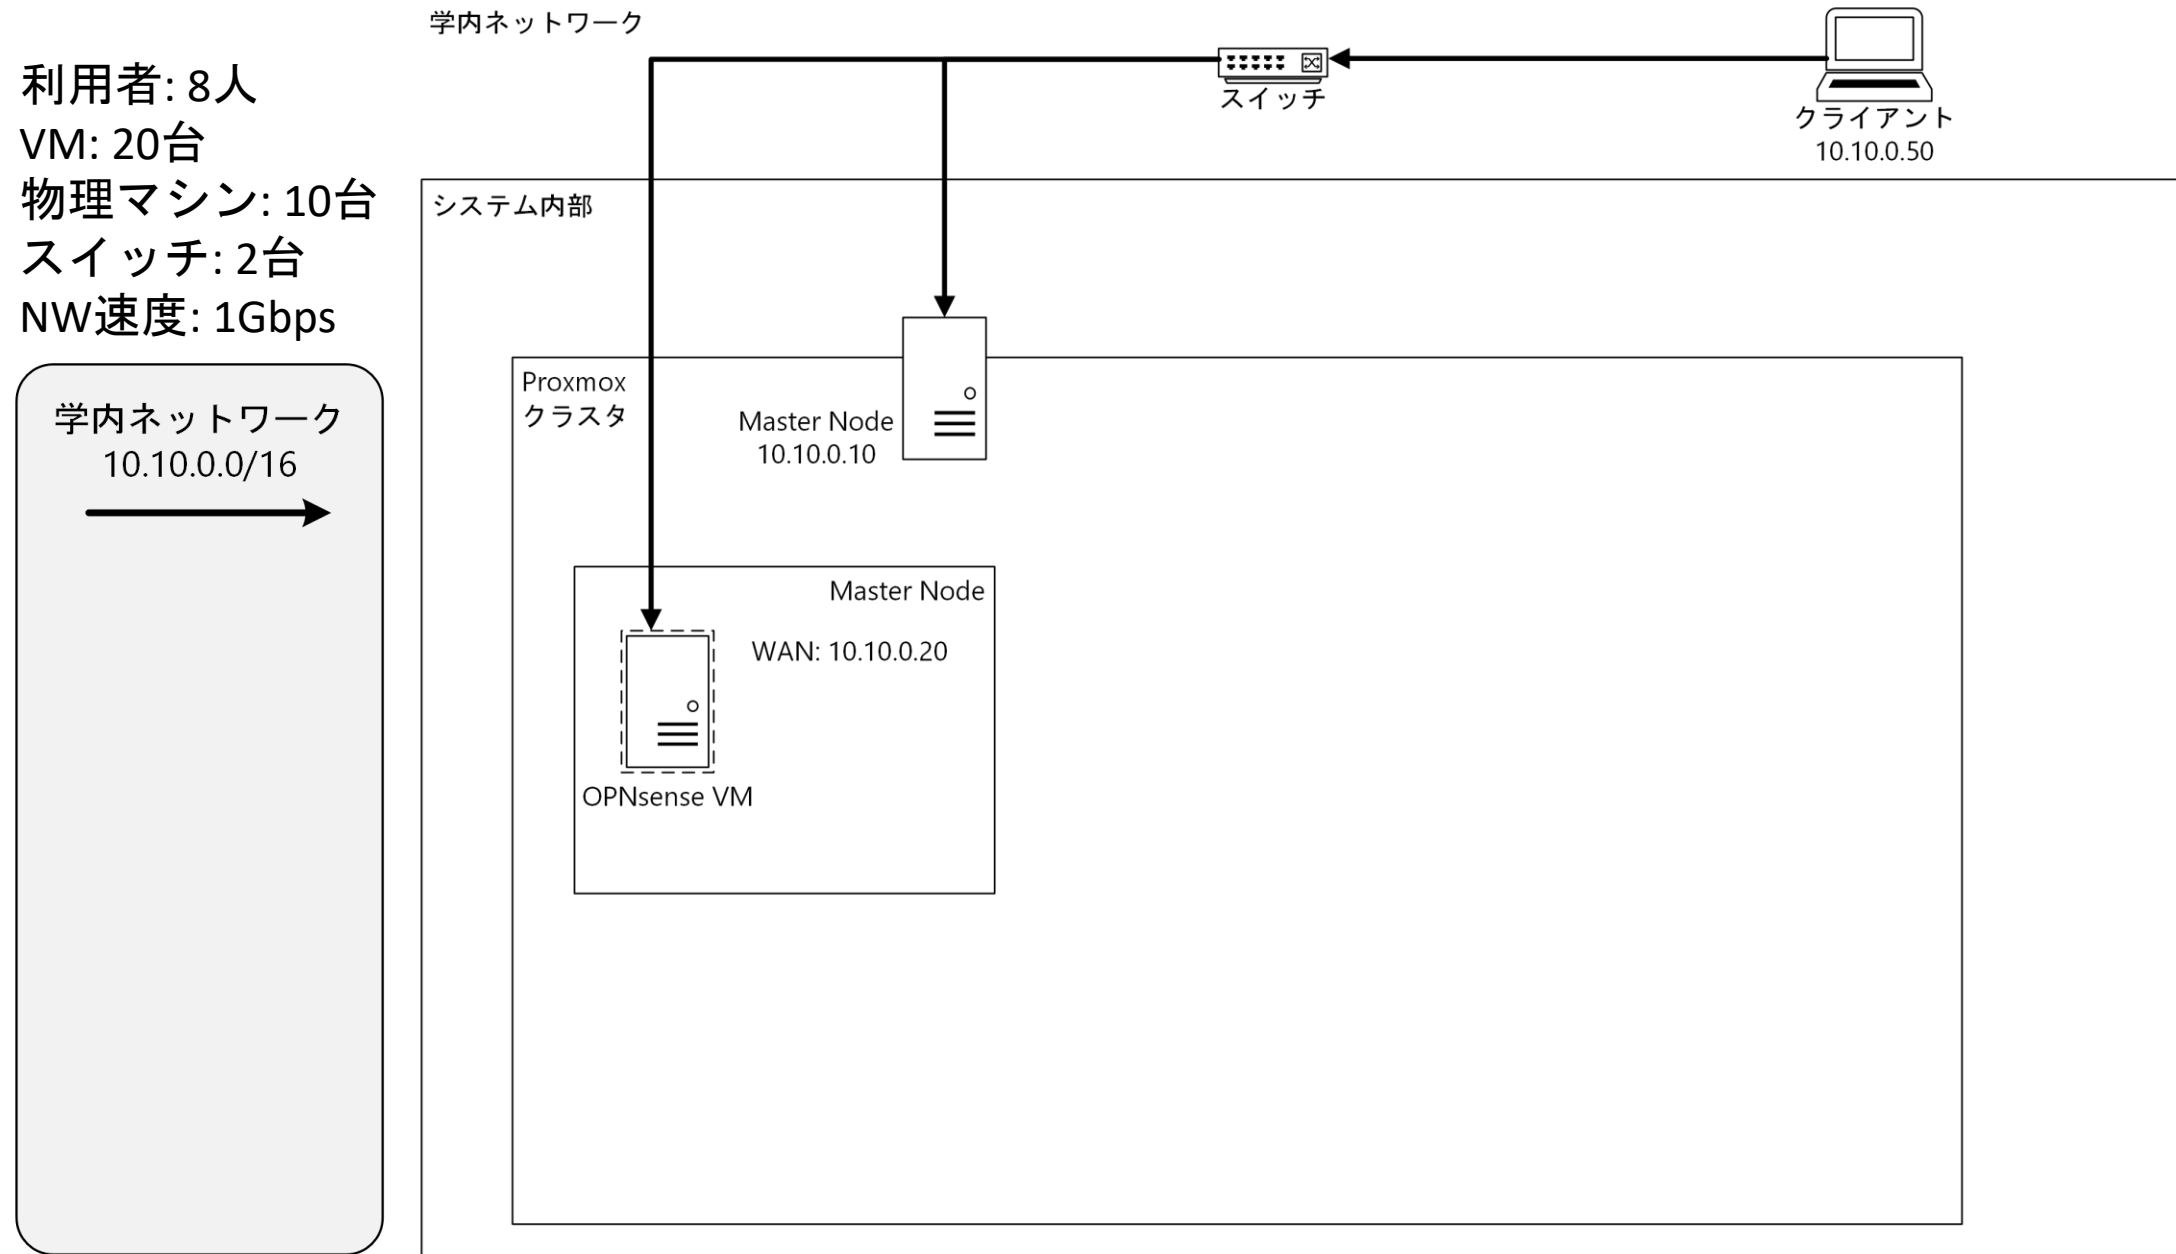 学内ネットワーク
利用者: 8人
VM: 20台
物理マシン: 10台
スイッチ: 2台
NW速度: 1Gbps
スイッチ
クライアント
10.10.0.50
システム内部
学内ネットワーク
10.10.0.0/16
Proxmox
クラスタ
Master Node
10.10.0.10
Master Node
WAN: 10.10.0.20
OPNsense VM